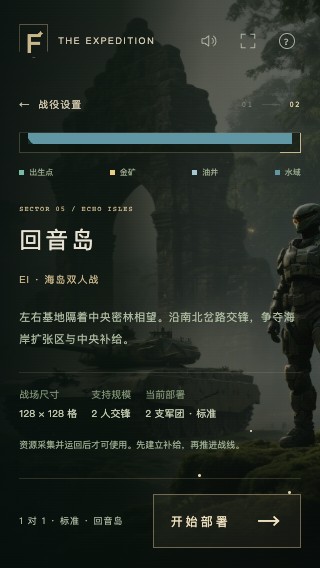 F THE EXPEDITION ?
← 战役设置 01 — 02
出生点 金矿 油井 水域
SECTOR 05 / ECHO ISLES
回音岛
EI · 海岛双人战
左右基地隔着中央密林相望。沿南北岔路交锋，争夺海
岸扩张区与中央补给。
战场尺寸 支持规模 当前部署
128 × 128 格 2 人交锋 2 支军团 · 标准
资源采集并运回后才可使用。先建立补给，再推进战线。
1 对 1 · 标准 · 回音岛 开始部署 →